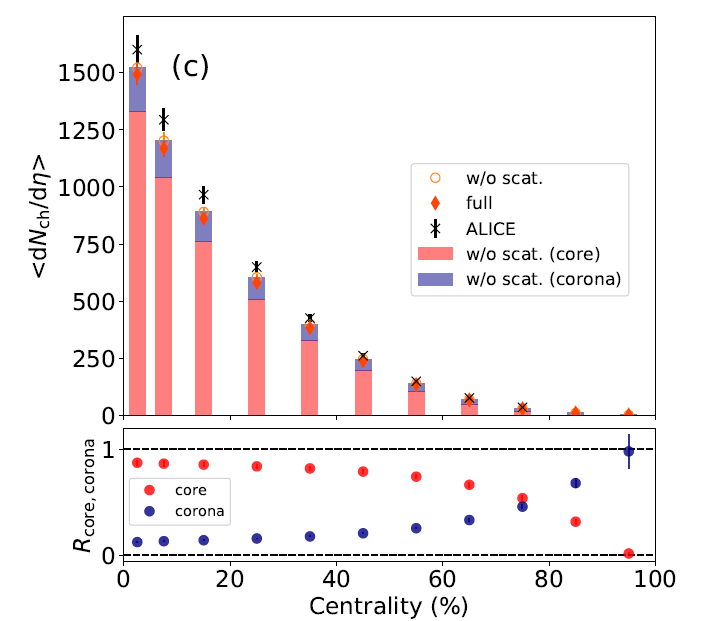 (c)
<dN_ch/dη>
1500
1250
1000
750
500
250
0
w/o scat.
full
ALICE
w/o scat. (core)
w/o scat. (corona)
R_core, corona
1
0
core
corona
0 20 40 60 80 100
Centrality (%)